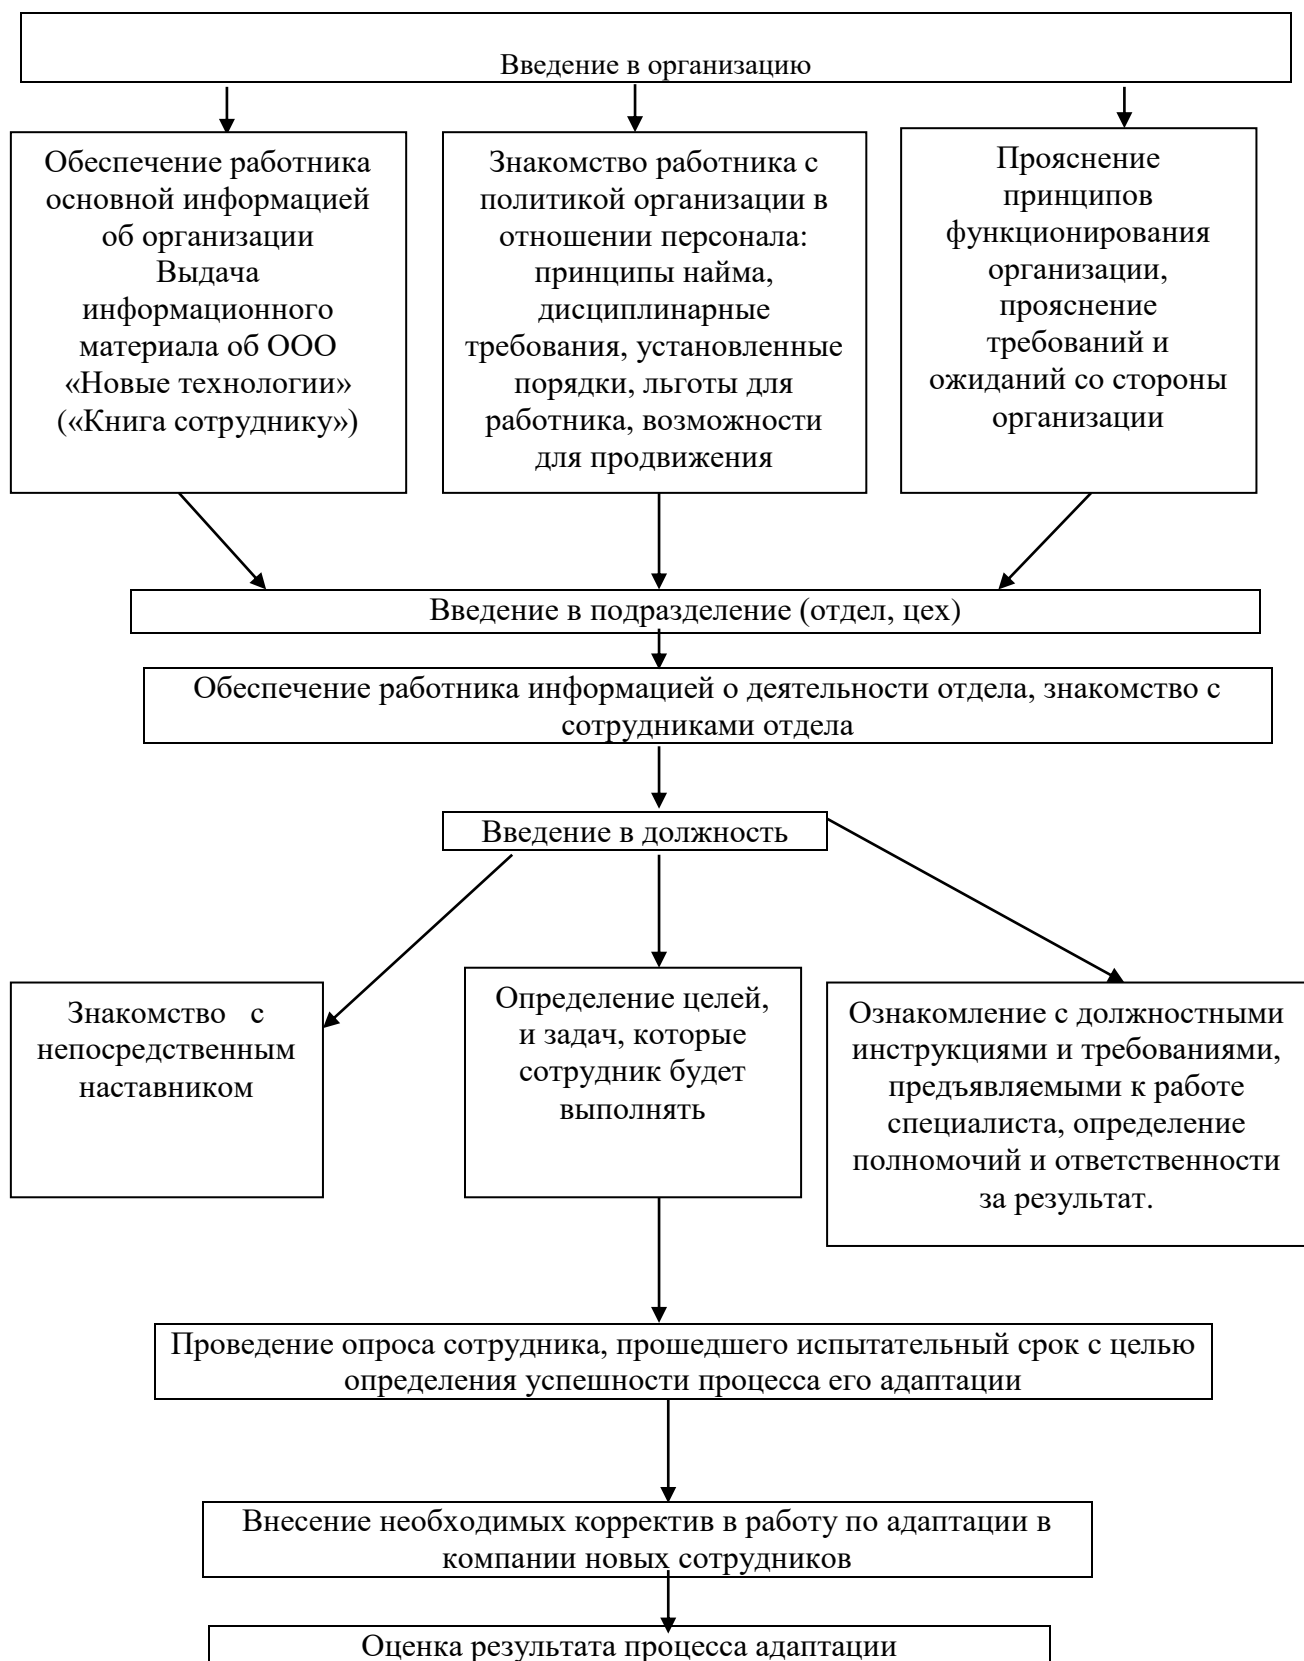 Введение в организацию
Обеспечение работника
основной информацией
об организации
Выдача
информационного
материала об ООО
«Новые технологии»
(«Книга сотруднику»)
Знакомство работника с
политикой организации в
отношении персонала:
принципы найма,
дисциплинарные
требования, установленные
порядки, льготы для
работника, возможности
для продвижения
Прояснение
принципов
функционирования
организации,
прояснение
требований и
ожиданий со стороны
организации
Введение в подразделение (отдел, цех)
Обеспечение работника информацией о деятельности отдела, знакомство с
сотрудниками отдела
Введение в должность
Знакомство с
непосредственным
наставником
Определение целей,
и задач, которые
сотрудник будет
выполнять
Ознакомление с должностными
инструкциями и требованиями,
предъявляемыми к работе
специалиста, определение
полномочий и ответственности
за результат.
Проведение опроса сотрудника, прошедшего испытательный срок с целью
определения успешности процесса его адаптации
Внесение необходимых корректив в работу по адаптации в
компании новых сотрудников
Оценка результата процесса адаптации